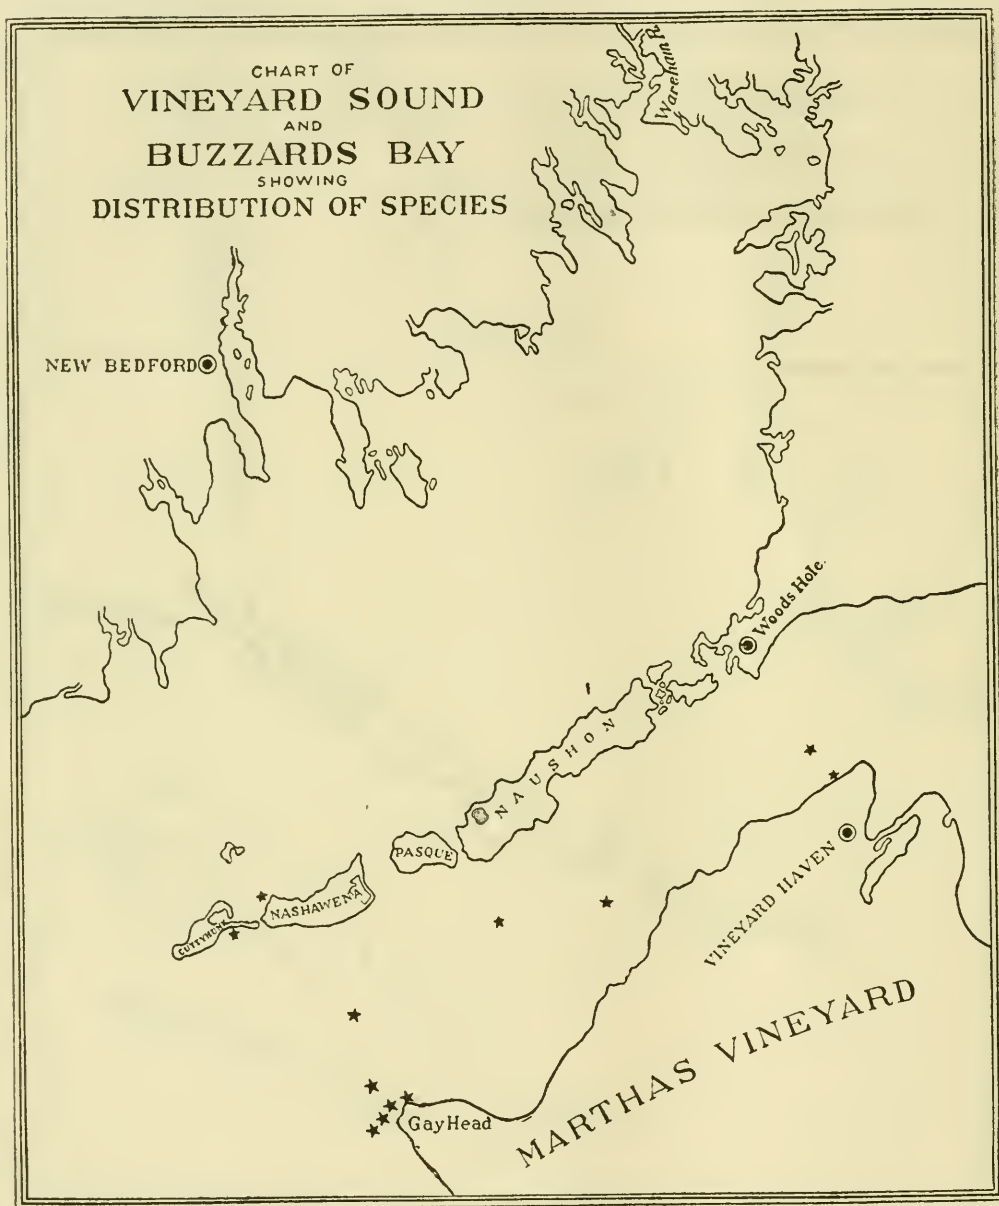 CHART OF
VINEYARD SOUND
AND
BUZZARDS BAY
SHOWING
DISTRIBUTION OF SPECIES
Wareham R.
NEW BEDFORD
Woods Hole.
NAUSHON
PASQUE
NASHAWENA
CUTTYHUNK
VINEYARD HAVEN
MARTHAS VINEYARD
Gay Head